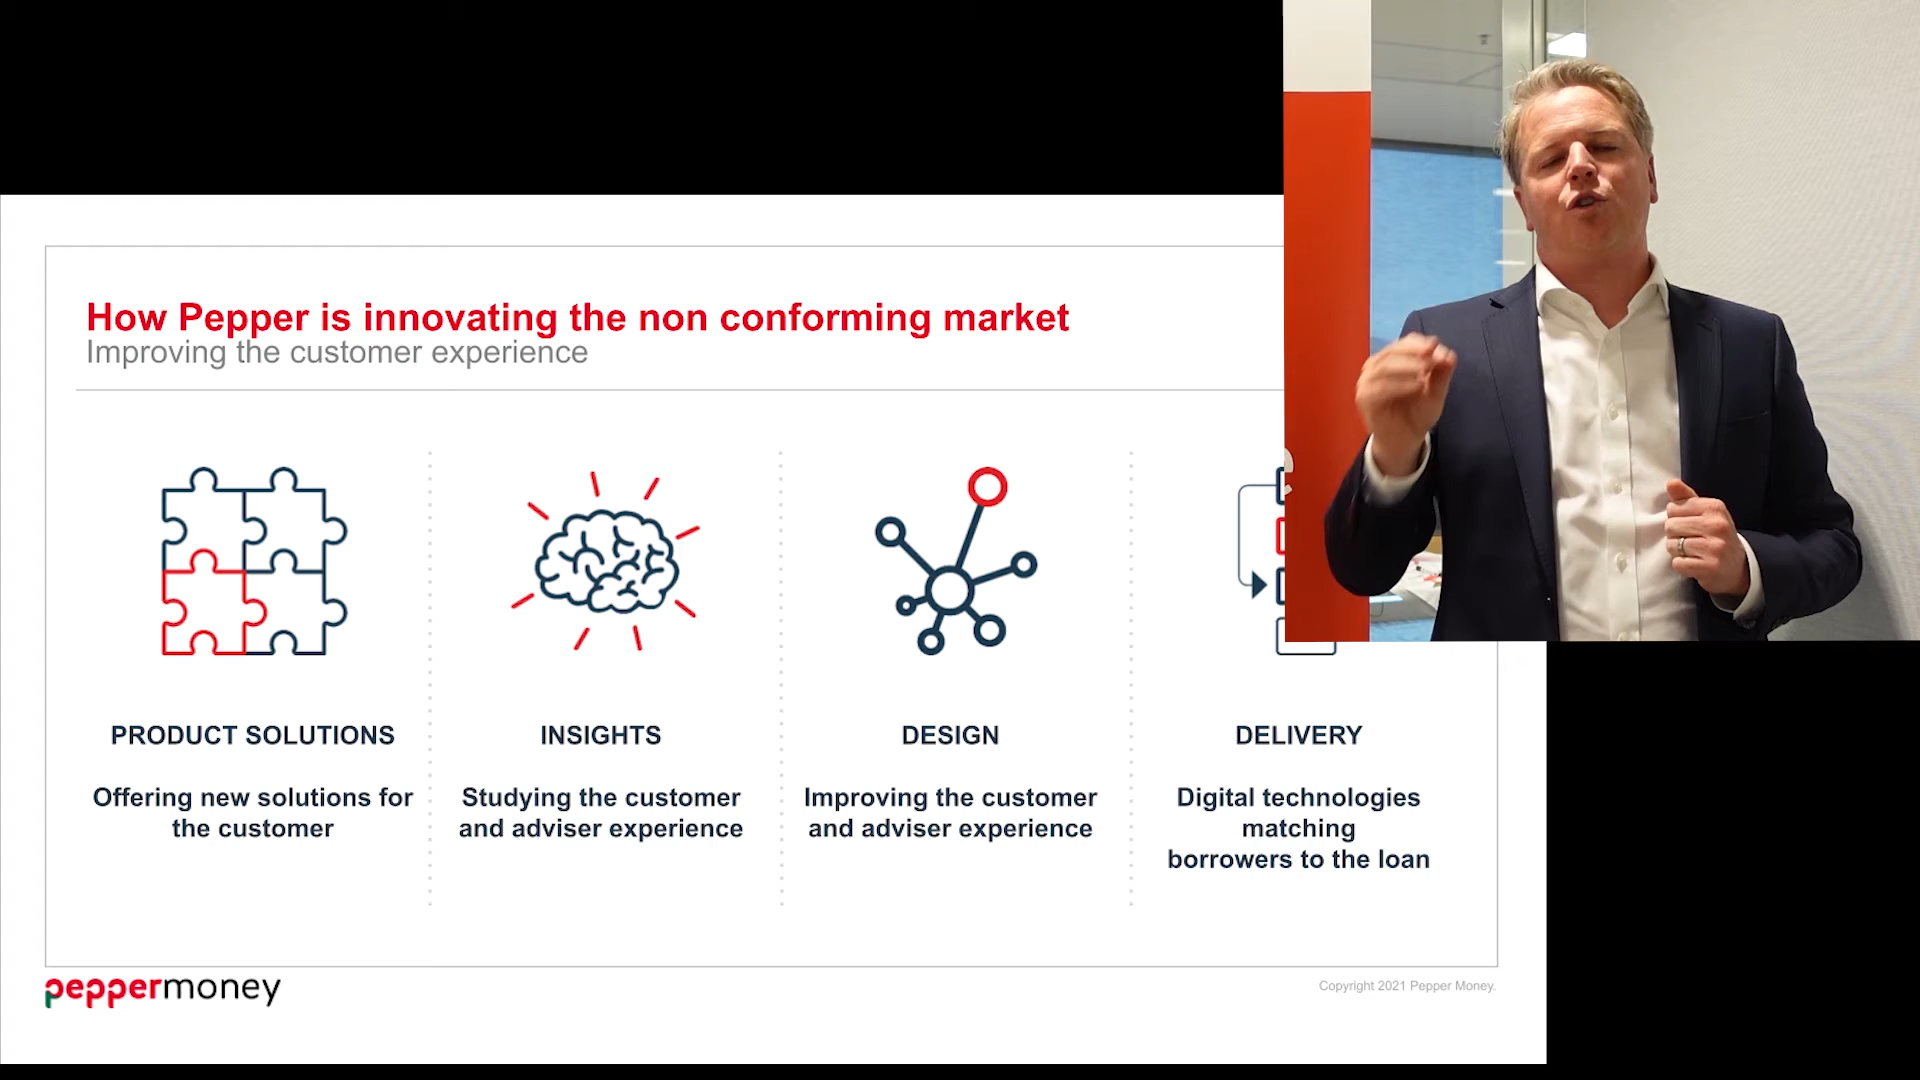 How Pepper is innovating the non conforming market
Improving the customer experience
PRODUCT SOLUTIONS
Offering new solutions for
the customer
INSIGHTS
Studying the customer
and adviser experience
DESIGN
Improving the customer
and adviser experience
DELIVERY
Digital technologies
matching
borrowers to the loan
peppermoney
Copyright 2021 Pepper Money.